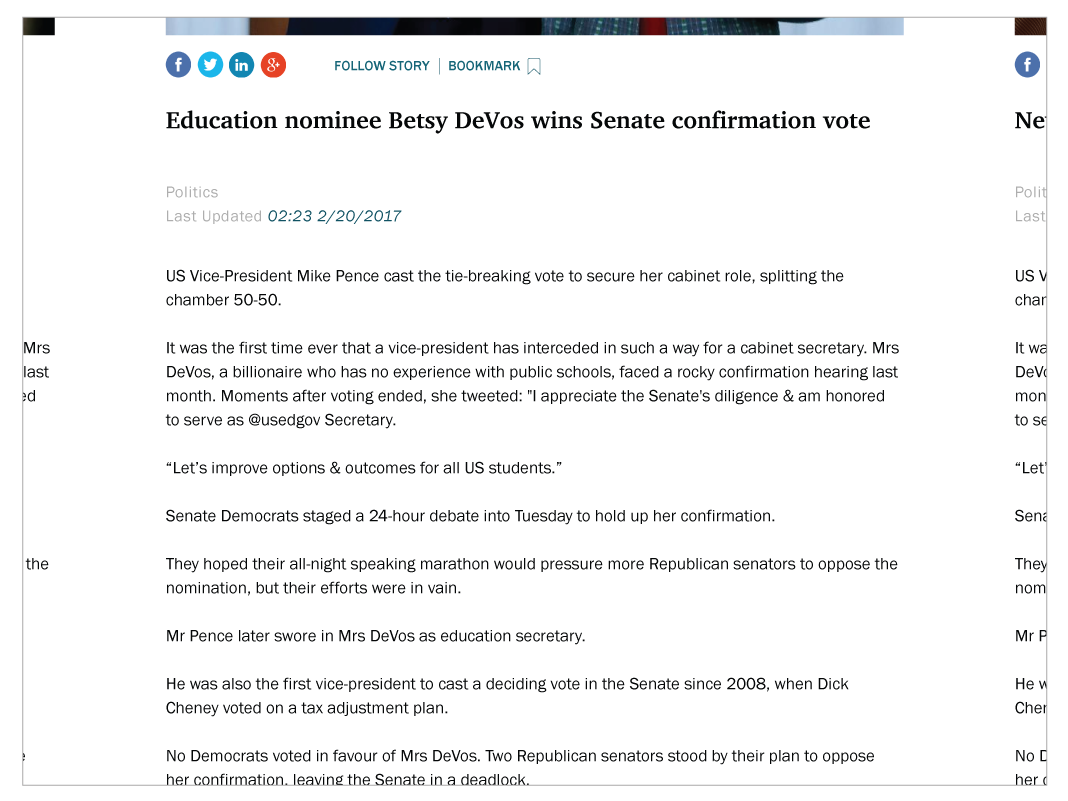 FOLLOW STORY | BOOKMARK
Education nominee Betsy DeVos wins Senate confirmation vote
Politics
Last Updated 02:23 2/20/2017
US Vice-President Mike Pence cast the tie-breaking vote to secure her cabinet role, splitting the
chamber 50-50.
It was the first time ever that a vice-president has interceded in such a way for a cabinet secretary. Mrs
DeVos, a billionaire who has no experience with public schools, faced a rocky confirmation hearing last
month. Moments after voting ended, she tweeted: "I appreciate the Senate's diligence & am honored
to serve as @usedgov Secretary.
“Let’s improve options & outcomes for all US students.”
Senate Democrats staged a 24-hour debate into Tuesday to hold up her confirmation.
They hoped their all-night speaking marathon would pressure more Republican senators to oppose the
nomination, but their efforts were in vain.
Mr Pence later swore in Mrs DeVos as education secretary.
He was also the first vice-president to cast a deciding vote in the Senate since 2008, when Dick
Cheney voted on a tax adjustment plan.
No Democrats voted in favour of Mrs DeVos. Two Republican senators stood by their plan to oppose
her confirmation, leaving the Senate in a deadlock.
Mrs
last
the
US
It
to
Mr
He
No
her